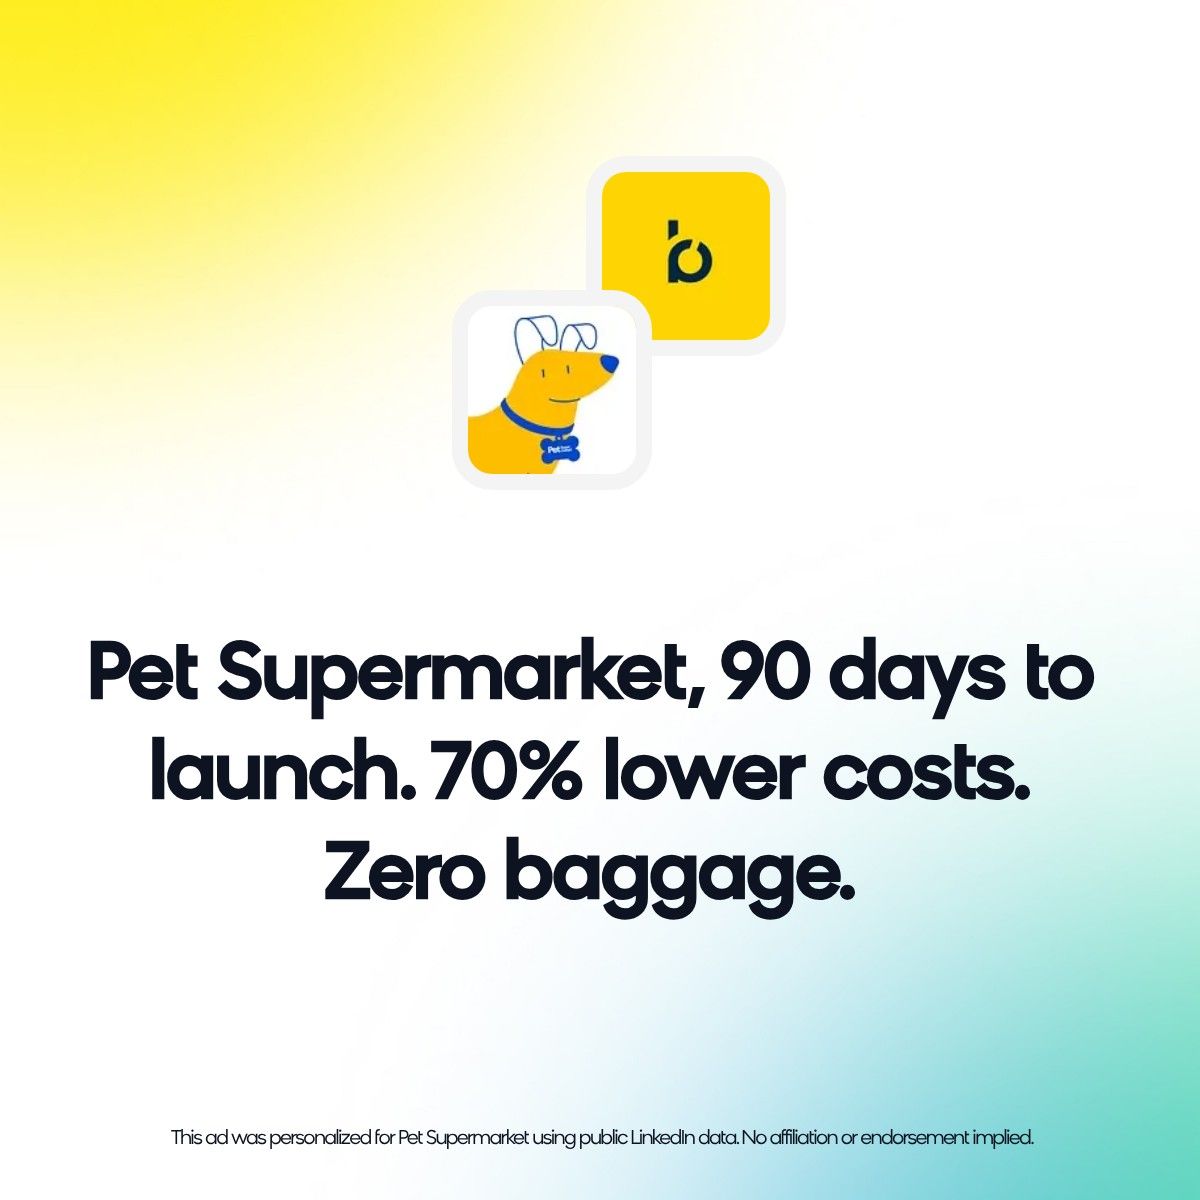 b
Pet
Pet Supermarket, 90 days to
launch. 70% lower costs.
Zero baggage.
This ad was personalized for Pet Supermarket using public LinkedIn data. No affiliation or endorsement implied.